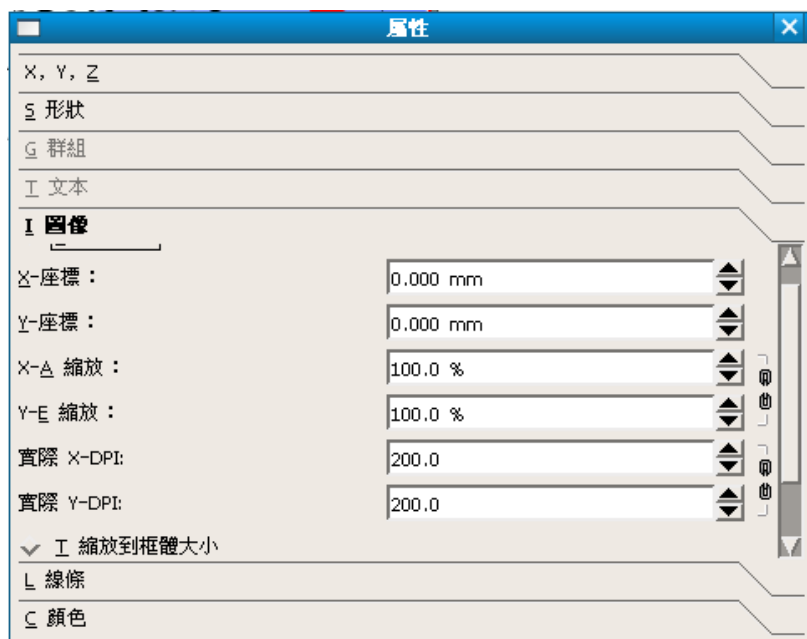 屬性
X, Y, Z
S 形狀
G 群組
T 文本
I 圖像
X-座標：
0.000 mm
Y-座標：
0.000 mm
X-A 縮放：
100.0 %
Y-E 縮放：
100.0 %
實際 X-DPI:
200.0
實際 Y-DPI:
200.0
T 縮放到框體大小
L 線條
C 顏色